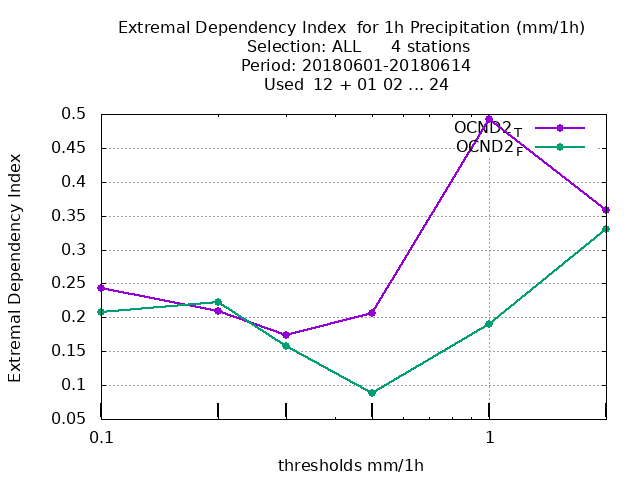 Extremal Dependency Index  for 1h Precipitation (mm/1h)
Selection: ALL      4 stations
Period: 20180601-20180614
Used  12 + 01 02 ... 24
OCND2_T
OCND2_F
0.5
0.45
0.4
0.35
0.3
0.25
0.2
0.15
0.1
0.05
Extremal Dependency Index
0.1 1
thresholds mm/1h